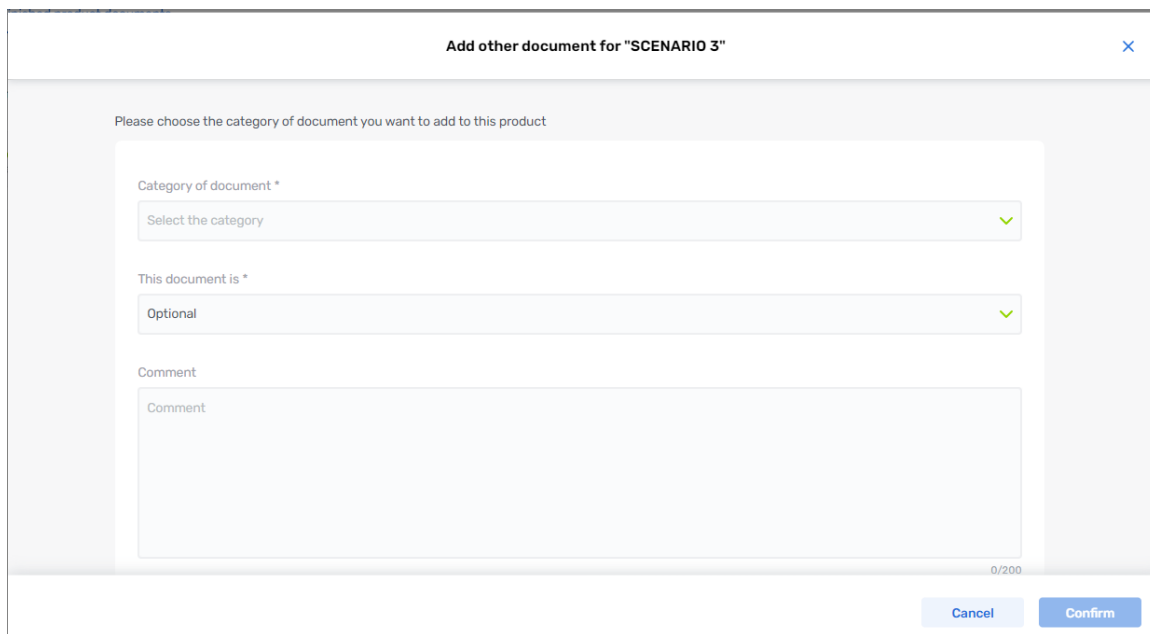 Add other document for "SCENARIO 3"
Please choose the category of document you want to add to this product
Category of document *
Select the category
This document is *
Optional
Comment
Comment
0/200
Cancel
Confirm